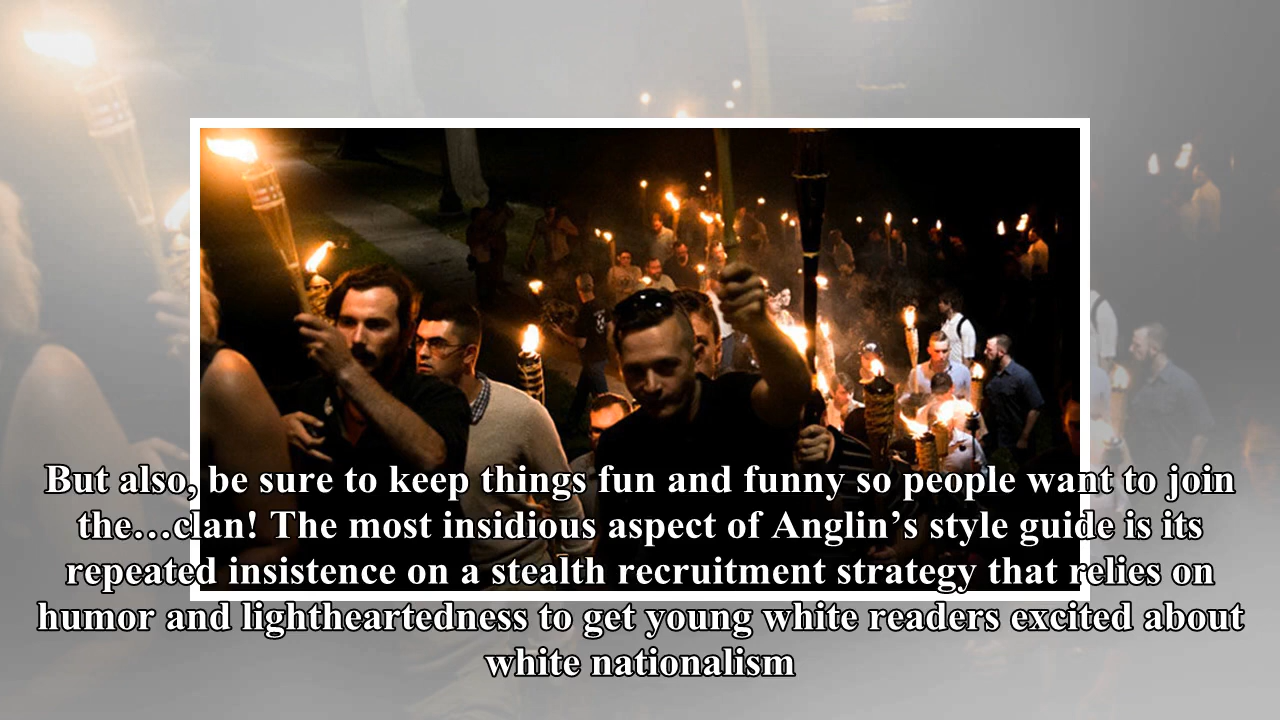 But also, be sure to keep things fun and funny so people want to join
the…clan! The most insidious aspect of Anglin’s style guide is its
repeated insistence on a stealth recruitment strategy that relies on
humor and lightheartedness to get young white readers excited about
white nationalism